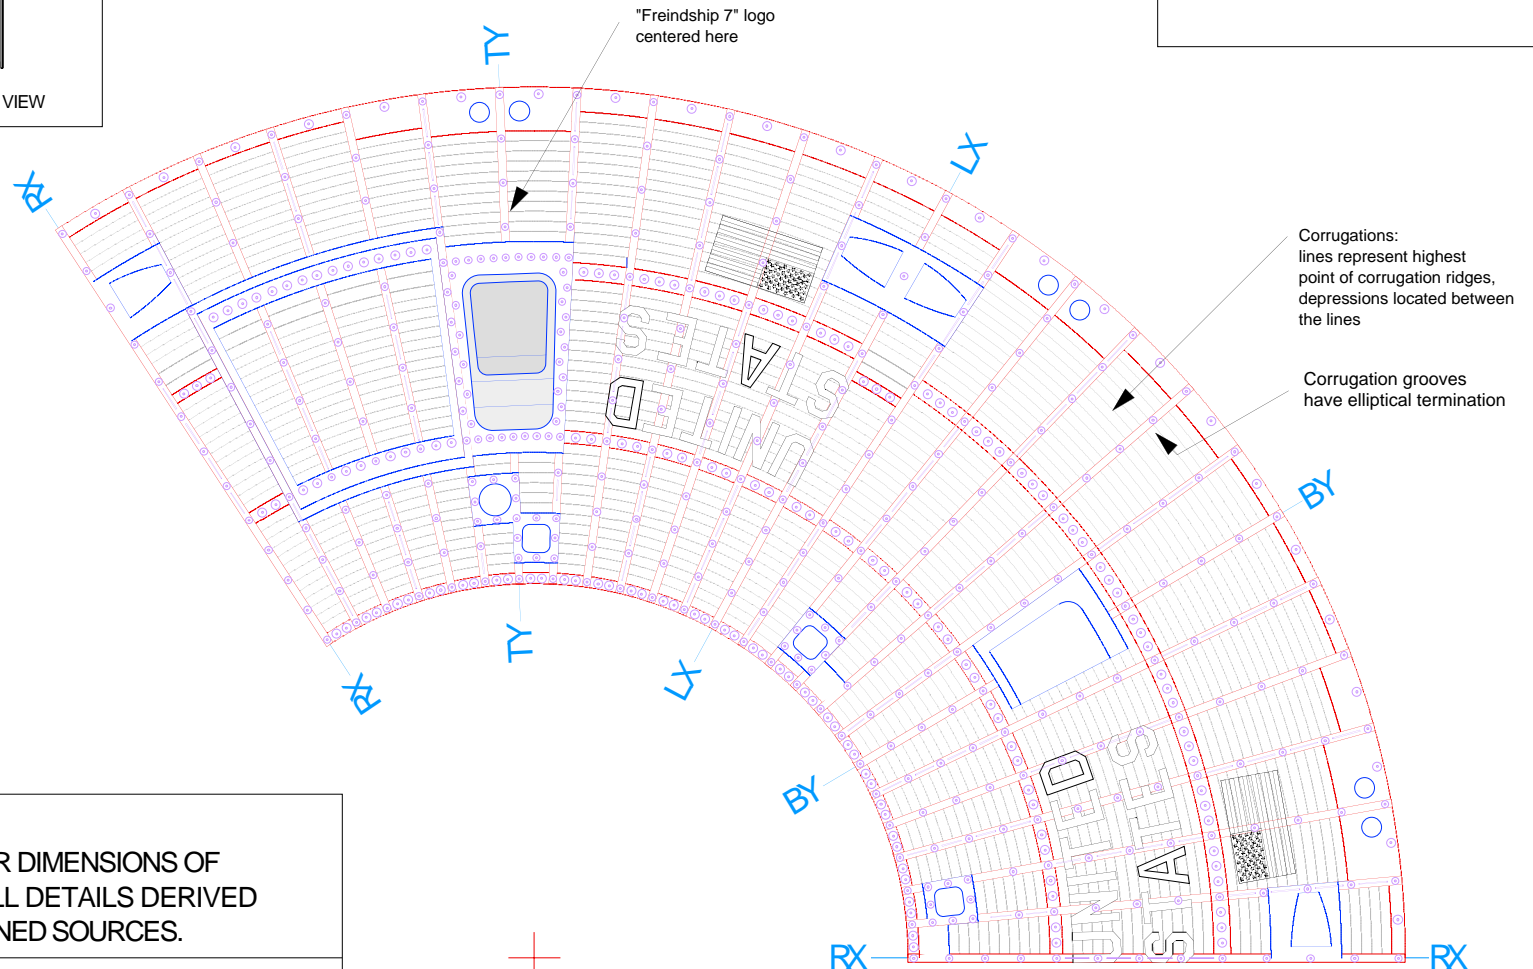 "Freindship 7" logo
centered here
VIEW
TY
LX
RX
Corrugations:
lines represent highest
point of corrugation ridges,
depressions located between
the lines
Corrugation grooves
have elliptical termination
BY
UNITED
STATES
TY
LX
RX
BY
UNITED
STATES
R DIMENSIONS OF
LL DETAILS DERIVED
NED SOURCES.
RX
RX